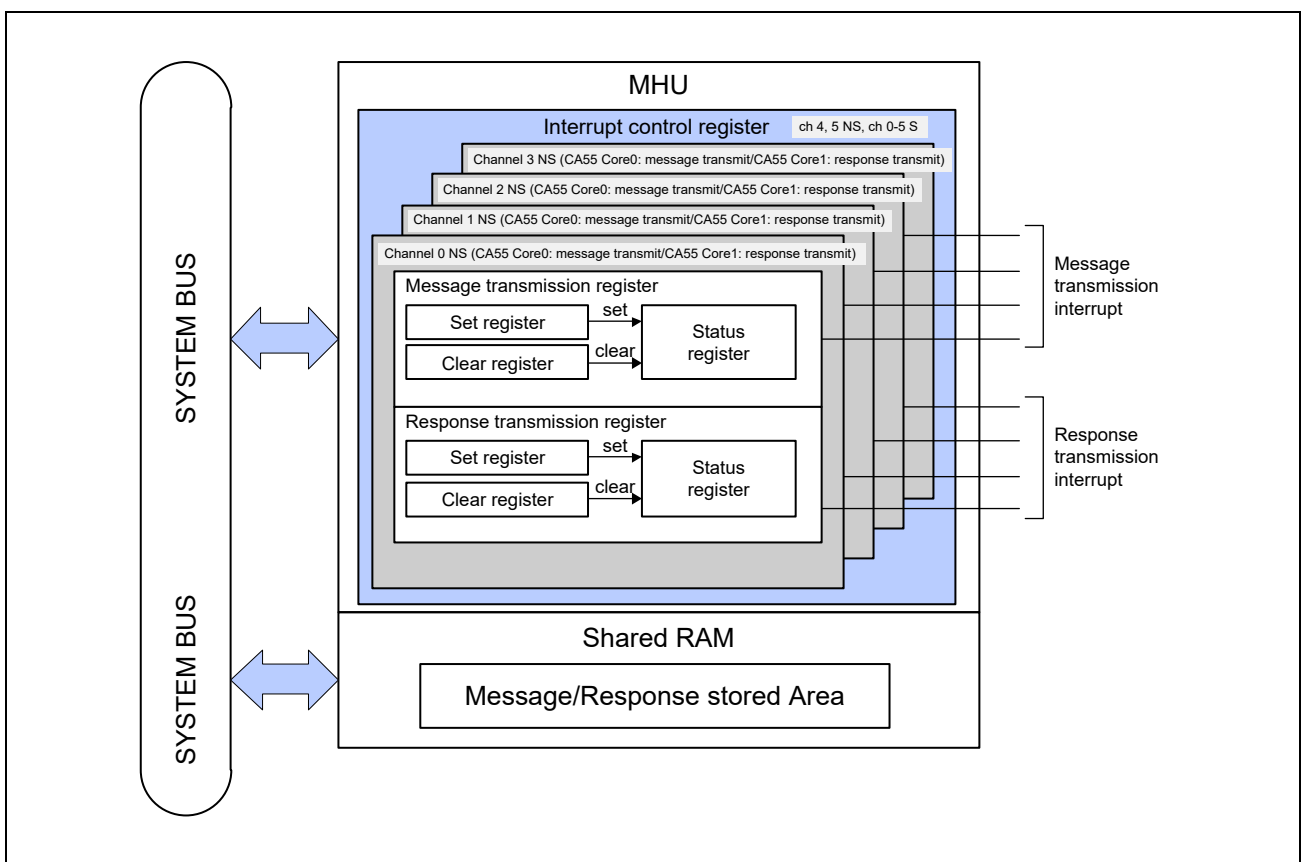 MHU
Interrupt control register
ch 4, 5 NS, ch 0-5 S
Channel 3 NS (CA55 Core0: message transmit/CA55 Core1: response transmit)
Channel 2 NS (CA55 Core0: message transmit/CA55 Core1: response transmit)
Channel 1 NS (CA55 Core0: message transmit/CA55 Core1: response transmit)
Channel 0 NS (CA55 Core0: message transmit/CA55 Core1: response transmit)
Message transmission register
Set register
set
Clear register
clear
Status
register
Response transmission register
Set register
set
Clear register
clear
Status
register
Message
transmission
interrupt
Response
transmission
interrupt
SYSTEM BUS
SYSTEM BUS
Shared RAM
Message/Response stored Area